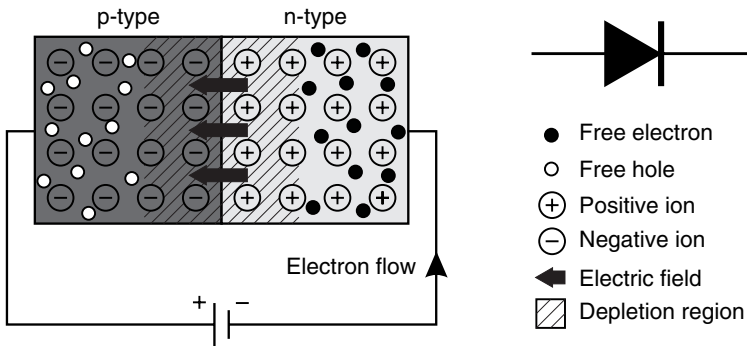 p-type
n-type
Electron flow
+ −
Free electron
Free hole
Positive ion
Negative ion
Electric field
Depletion region